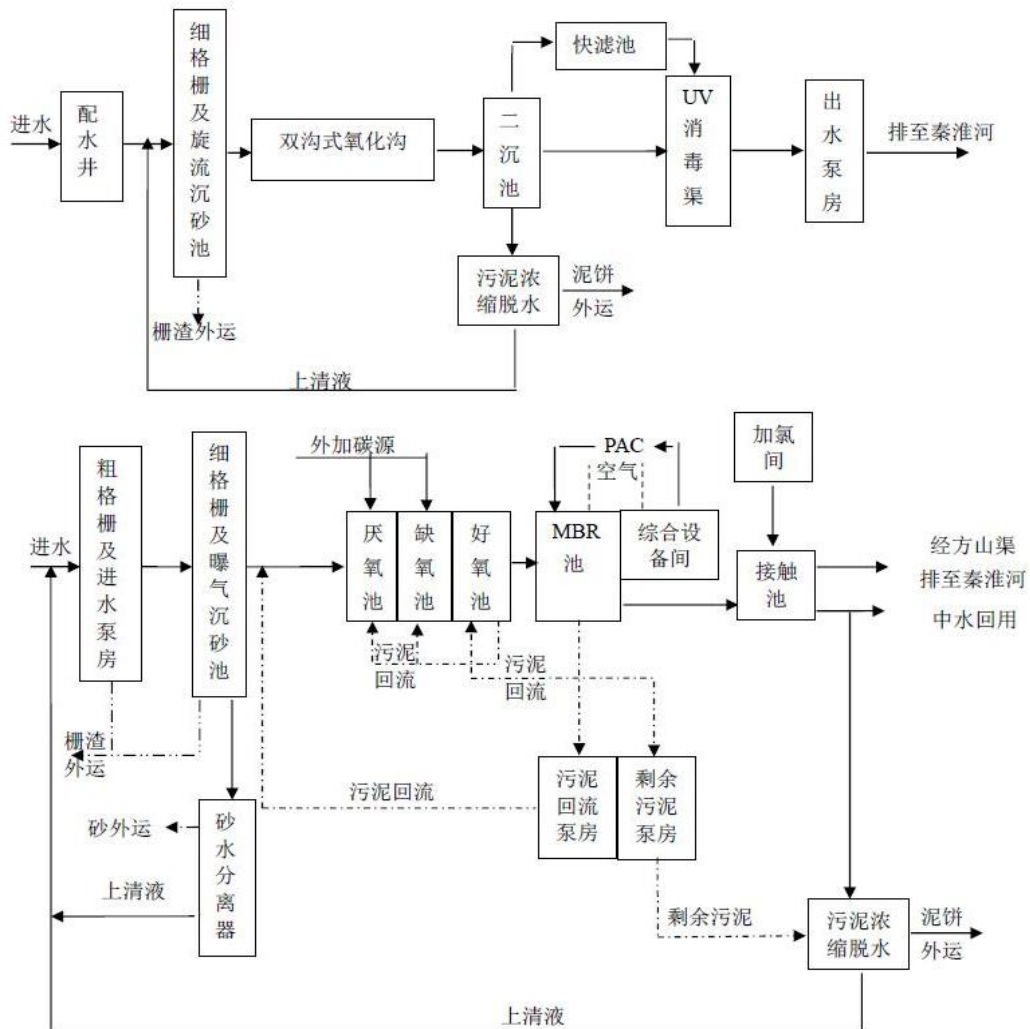 进水
配水井
细格栅及旋流沉砂池
栅渣外运
双沟式氧化沟
二沉池
快滤池
UV
消毒渠
出水泵房
排至秦淮河
污泥浓
缩脱水
泥饼
外运
上清液
进水
粗格栅及进水泵房
细格栅及曝气沉砂池
外加碳源
厌氧池
缺氧池
好氧池
PAC
空气
MBR
池
综合设
备间
加氯
间
接触
池
经方山渠
排至秦淮河
中水回用
污泥
回流
污泥
回流
栅渣
外运
污泥回流
污泥
回流
泵房
剩余
污泥
泵房
砂外运
砂水分离器
上清液
剩余污泥
污泥浓
缩脱水
泥饼
外运
上清液